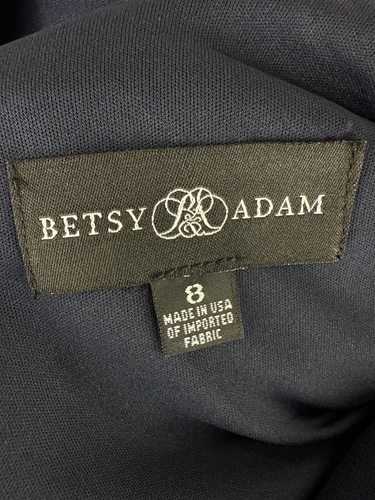 BETSY B&A ADAM
8
MADE IN USA
OF IMPORTED
FABRIC